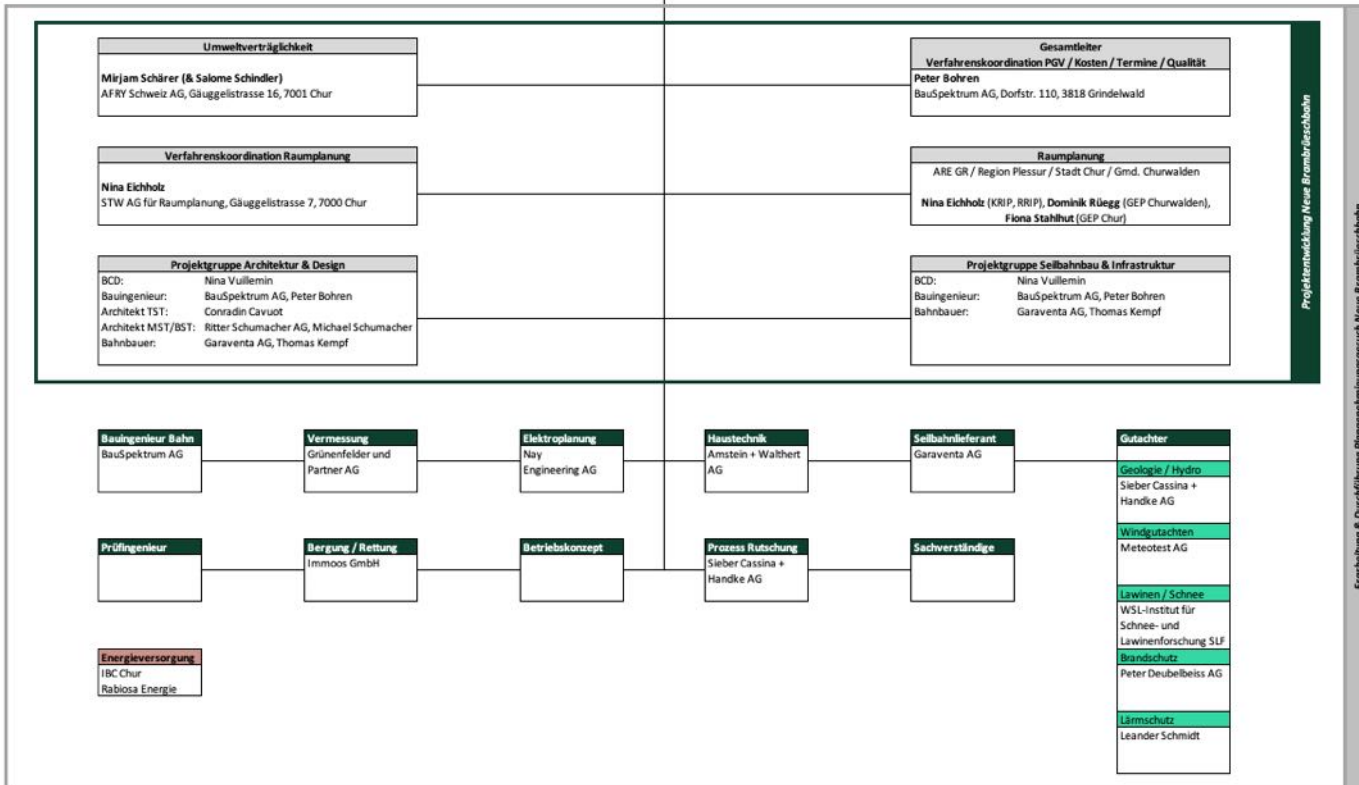 Umweltverträglichkeit
Mirjam Schärer (& Salome Schindler)
AFRY Schweiz AG, Gäuggelistrasse 16, 7001 Chur
Gesamtleiter
Verfahrenskoordination PGV / Kosten / Termine / Qualität
Peter Bohren
BauSpektrum AG, Dorfstr. 110, 3818 Grindelwald
Verfahrenskoordination Raumplanung
Nina Eichholz
STW AG für Raumplanung, Gäuggelistrasse 7, 7000 Chur
Raumplanung
ARE GR / Region Plessur / Stadt Chur / Gmd. Churwalden
Nina Eichholz (KRIP, RRIP), Dominik Rüegg (GEP Churwalden),
Fiona Stahlhut (GEP Chur)
Projektgruppe Architektur & Design
BCD: Nina Vuillemin
Bauingenieur: BauSpektrum AG, Peter Bohren
Architekt TST: Conradin Cavuot
Architekt MST/BST: Ritter Schumacher AG, Michael Schumacher
Bahnbauer: Garaventa AG, Thomas Kempf
Projektgruppe Seilbahnbau & Infrastruktur
BCD: Nina Vuillemin
Bauingenieur: BauSpektrum AG, Peter Bohren
Bahnbauer: Garaventa AG, Thomas Kempf
Projektentwicklung Neue Brambrüeschbahn
Bauingenieur Bahn
BauSpektrum AG
Vermessung
Grünenfelder und
Partner AG
Elektroplanung
Nay
Engineering AG
Haustechnik
Amstein + Walthert
AG
Seilbahnlieferant
Garaventa AG
Gutachter
Geologie / Hydro
Sieber Cassina +
Handke AG
Windgutachten
Meteotest AG
Lawinen / Schnee
WSL-Institut für
Schnee- und
Lawinenforschung SLF
Brandschutz
Peter Deubelbeiss AG
Lärmschutz
Leander Schmidt
Prüfingenieur
Bergung / Rettung
Immoos GmbH
Betriebskonzept
Prozess Rutschung
Sieber Cassina +
Handke AG
Sachverständige
Energieversorgung
IBC Chur
Rabiosa Energie